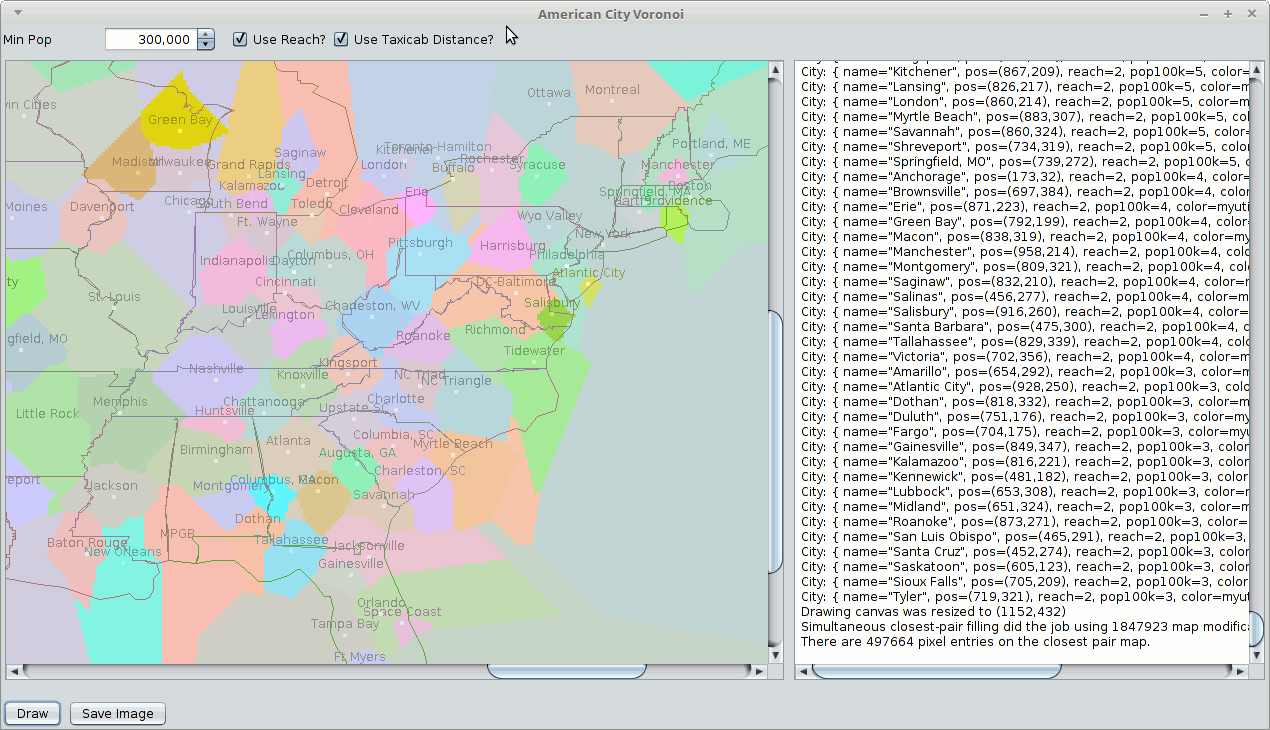 American City Voronoi
Min Pop 300,000 Use Reach? Use Taxicab Distance?
Ottawa
Montreal
vin Cities
Green Bay
Portland, ME
Toronto-Hamilton
Kitchener
Saginaw
Madison
Milwaukee
Grand Rapids
London
Buffalo
Rochester
Syracuse
Manchester
Lansing
Kalamazoo
Detroit
Erie
Boston
Springfield, MA
Hartford
Providence
Moines
Davenport
Chicago
South Bend
Toledo
Cleveland
Wyo Valley
Ft. Wayne
New York
Pittsburgh
Harrisburg
Philadelphia
Indianapolis
Dayton
Columbus, OH
Atlantic City
ty
Cincinnati
DC-Baltimore
St. Louis
Louisville
Lexington
Charleston, WV
Salisbury
Richmond
gfield, MO
Roanoke
Tidewater
Nashville
Kingsport
Knoxville
NC Triad
NC Triangle
Little Rock
Memphis
Huntsville
Chattanooga
Upstate SC
Charlotte
Atlanta
Columbia, SC
Myrtle Beach
Birmingham
Augusta, GA
Charleston, SC
eport
Jackson
Montgomery
Columbus, GA
Macon
Savannah
Dothan
Baton Rouge
New Orleans
MPGB
Tallahassee
Jacksonville
Gainesville
Orlando
Space Coast
Tampa Bay
Ft Myers
City: { name="Kitchener", pos=(867,209), reach=2, pop100k=5, color=
City: { name="Lansing", pos=(826,217), reach=2, pop100k=5, color=m
City: { name="London", pos=(860,214), reach=2, pop100k=5, color=m
City: { name="Myrtle Beach", pos=(883,307), reach=2, pop100k=5, co
City: { name="Savannah", pos=(860,324), reach=2, pop100k=5, color=
City: { name="Shreveport", pos=(734,319), reach=2, pop100k=5, color
City: { name="Springfield, MO", pos=(739,272), reach=2, pop100k=5, c
City: { name="Anchorage", pos=(173,32), reach=2, pop100k=4, color=
City: { name="Brownsville", pos=(697,384), reach=2, pop100k=4, color
City: { name="Erie", pos=(871,223), reach=2, pop100k=4, color=myuti
City: { name="Green Bay", pos=(792,199), reach=2, pop100k=4, color=
City: { name="Macon", pos=(838,319), reach=2, pop100k=4, color=my
City: { name="Manchester", pos=(958,214), reach=2, pop100k=4, color
City: { name="Montgomery", pos=(809,321), reach=2, pop100k=4, color
City: { name="Saginaw", pos=(832,210), reach=2, pop100k=4, color=m
City: { name="Salinas", pos=(456,277), reach=2, pop100k=4, color=m
City: { name="Salisbury", pos=(916,260), reach=2, pop100k=4, color=
City: { name="Santa Barbara", pos=(475,300), reach=2, pop100k=4, c
City: { name="Tallahassee", pos=(829,339), reach=2, pop100k=4, color
City: { name="Victoria", pos=(702,356), reach=2, pop100k=4, color=m
City: { name="Amarillo", pos=(654,292), reach=2, pop100k=3, color=m
City: { name="Atlantic City", pos=(928,250), reach=2, pop100k=3, color
City: { name="Dothan", pos=(818,332), reach=2, pop100k=3, color=my
City: { name="Duluth", pos=(751,176), reach=2, pop100k=3, color=my
City: { name="Fargo", pos=(704,175), reach=2, pop100k=3, color=myu
City: { name="Gainesville", pos=(849,347), reach=2, pop100k=3, color
City: { name="Kalamazoo", pos=(816,221), reach=2, pop100k=3, color
City: { name="Kennewick", pos=(481,182), reach=2, pop100k=3, color
City: { name="Lubbock", pos=(653,308), reach=2, pop100k=3, color=m
City: { name="Midland", pos=(651,324), reach=2, pop100k=3, color=m
City: { name="Roanoke", pos=(873,271), reach=2, pop100k=3, color=
City: { name="San Luis Obispo", pos=(465,291), reach=2, pop100k=3,
City: { name="Santa Cruz", pos=(452,274), reach=2, pop100k=3, color
City: { name="Saskatoon", pos=(605,123), reach=2, pop100k=3, color
City: { name="Sioux Falls", pos=(705,209), reach=2, pop100k=3, color
City: { name="Tyler", pos=(719,321), reach=2, pop100k=3, color=myut
Drawing canvas was resized to (1152,432)
Simultaneous closest-pair filling did the job using 1847923 map modifica
There are 497664 pixel entries on the closest pair map.
Draw Save Image